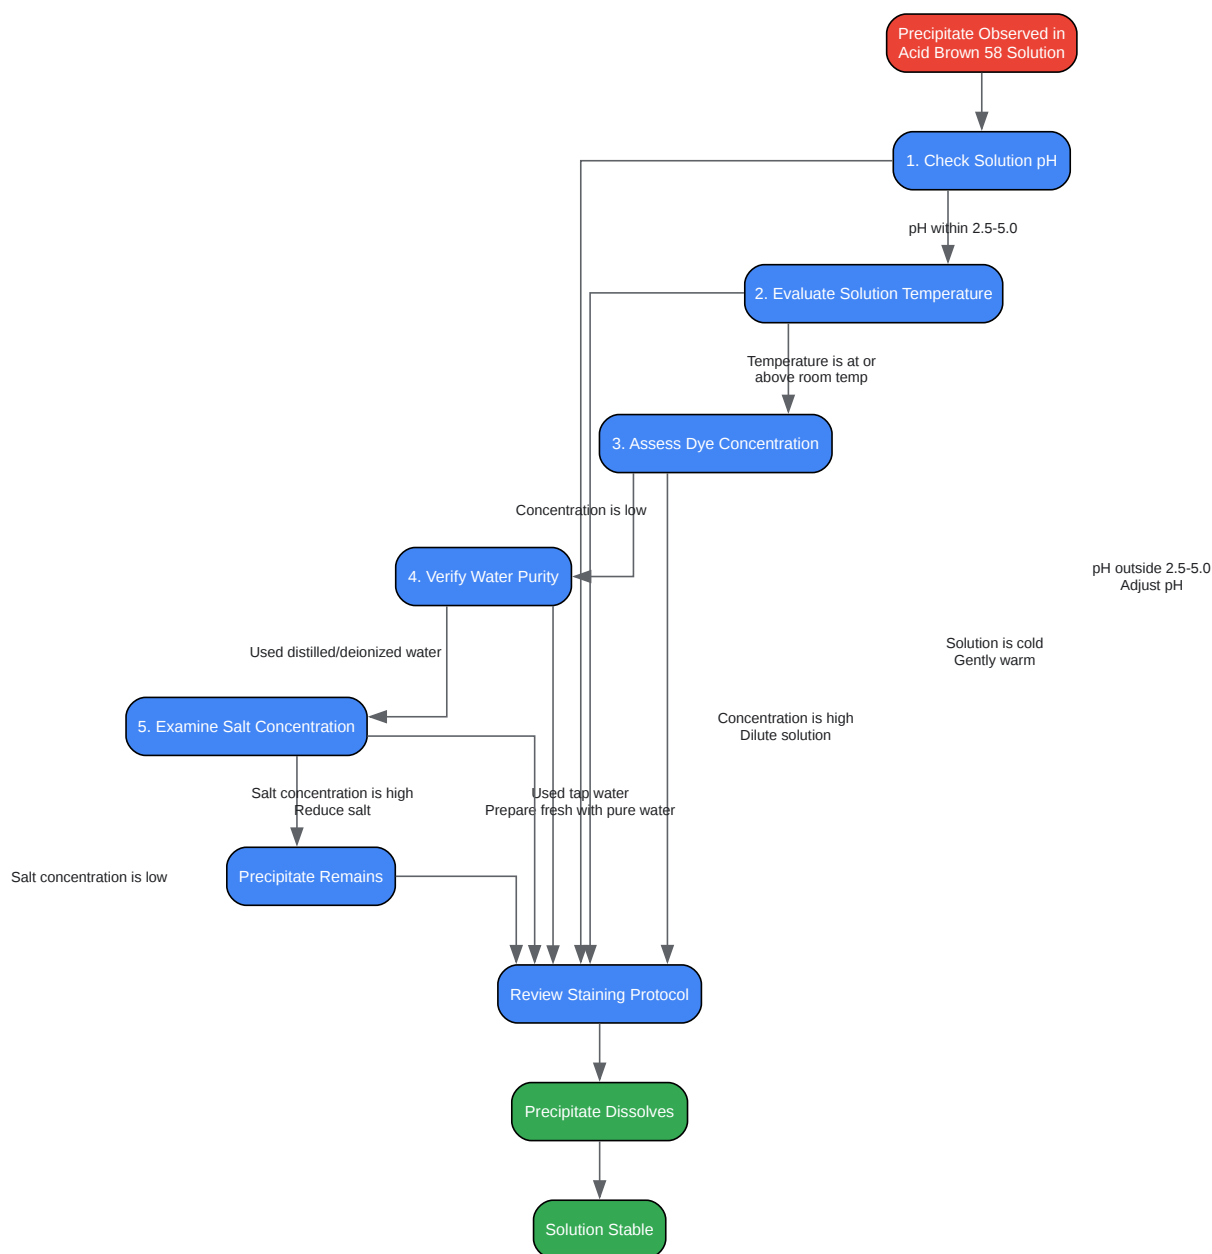 Precipitate Observed in
Acid Brown 58 Solution
1. Check Solution pH
pH within 2.5-5.0
2. Evaluate Solution Temperature
Temperature is at or
above room temp
3. Assess Dye Concentration
Concentration is low
4. Verify Water Purity
pH outside 2.5-5.0
Adjust pH
Used distilled/deionized water
Solution is cold
Gently warm
5. Examine Salt Concentration
Concentration is high
Dilute solution
Salt concentration is high
Reduce salt
Used tap water
Prepare fresh with pure water
Salt concentration is low
Precipitate Remains
Review Staining Protocol
Precipitate Dissolves
Solution Stable